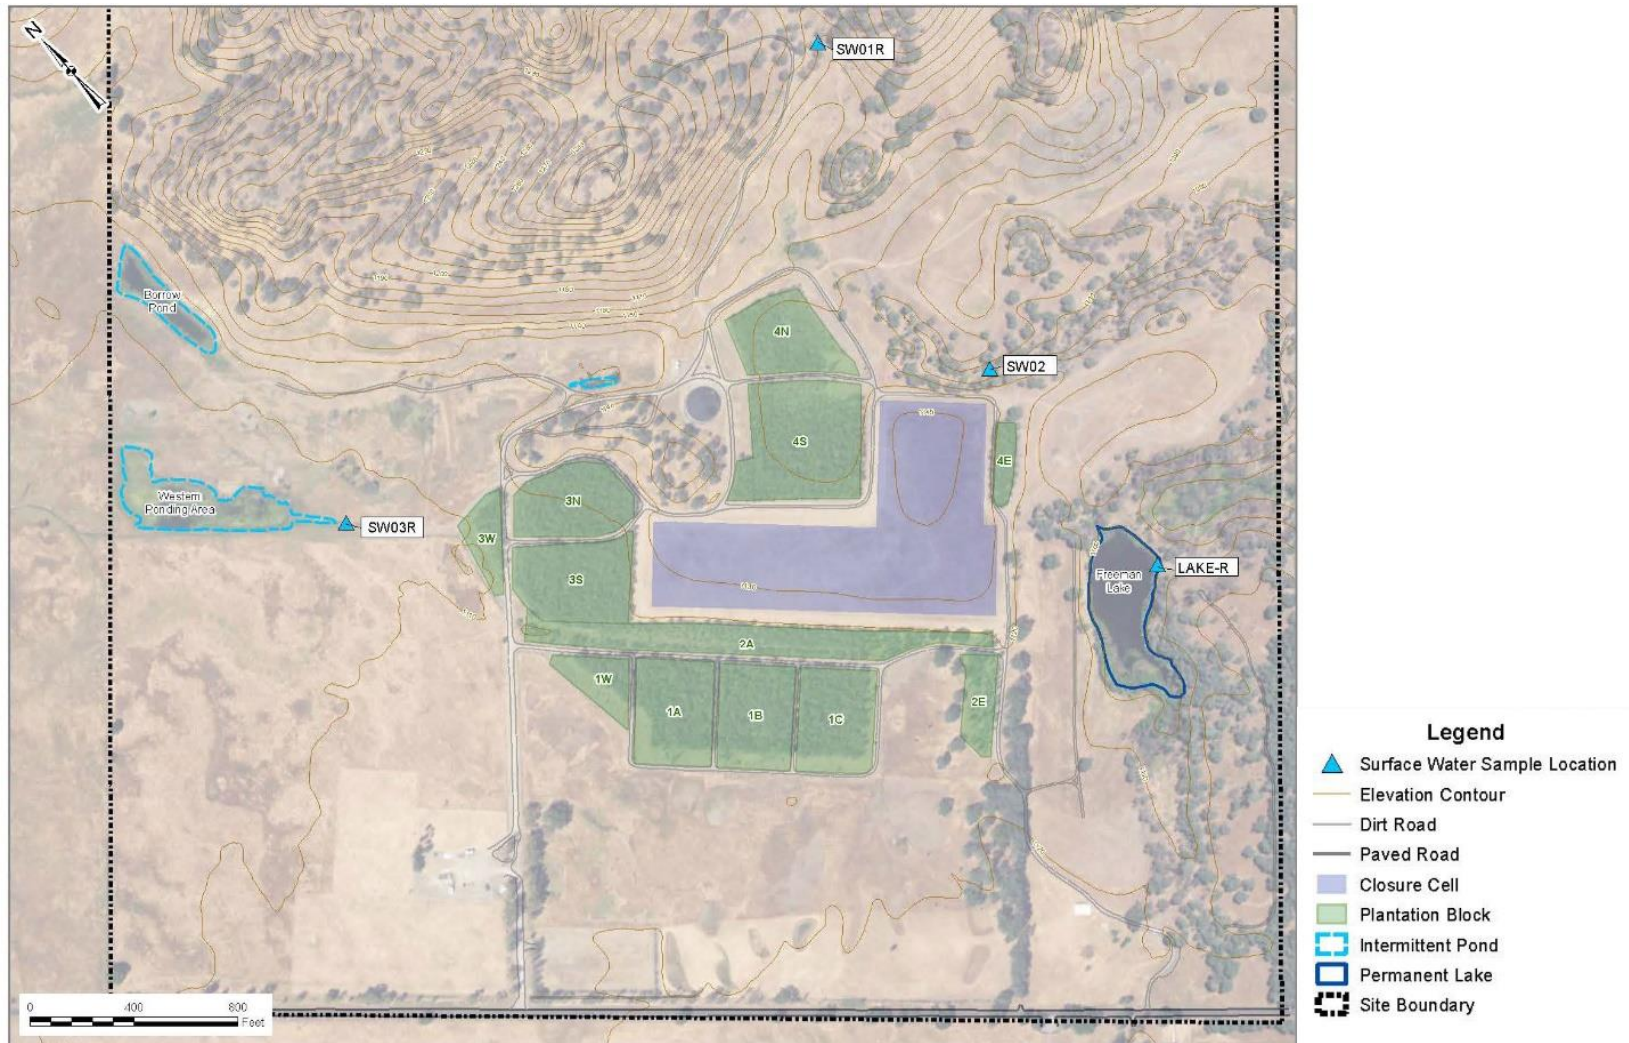 N
SW01R
Borrow
Pond
4N
SW02
4S
4E
3N
Western
Ponding Area
SW03R
3W
3S
Freeman
Lake
LAKE-R
2A
1W
1A
1B
1C
2E
0 400 800
Feet
Legend
Surface Water Sample Location
Elevation Contour
Dirt Road
Paved Road
Closure Cell
Plantation Block
Intermittent Pond
Permanent Lake
Site Boundary